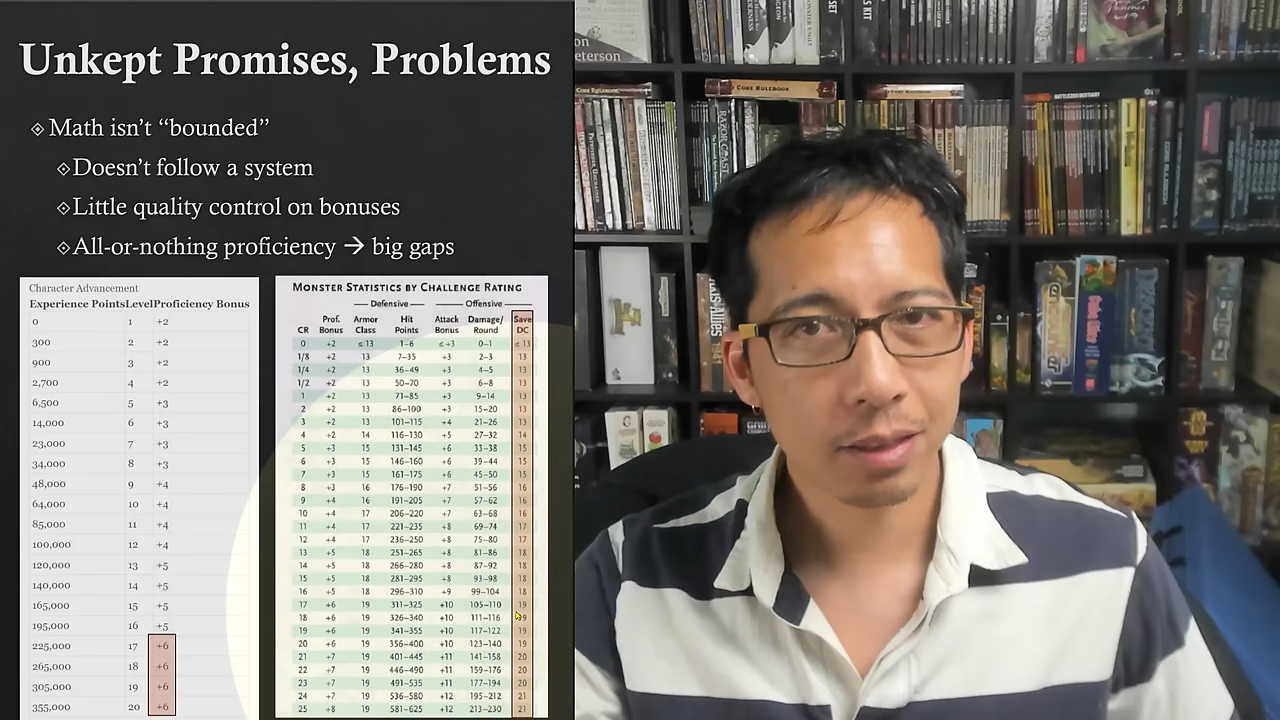 Unkept Promises, Problems
Math isn't “bounded”
Doesn't follow a system
Little quality control on bonuses
All-or-nothing proficiency → big gaps
Character Advancement
Experience Points Level Proficiency Bonus
0 1 +2
300 2 +2
900 3 +2
2,700 4 +2
6,500 5 +3
14,000 6 +3
23,000 7 +3
34,000 8 +3
48,000 9 +4
64,000 10 +4
85,000 11 +4
100,000 12 +4
120,000 13 +5
140,000 14 +5
165,000 15 +5
195,000 16 +5
225,000 17 +6
265,000 18 +6
305,000 19 +6
355,000 20 +6
Monster Statistics by Challenge Rating
Defensive Offensive
CR Prof. Bonus Armor Class Hit Points Attack Bonus Damage/Round Save DC
0 +2 ≤ 13 1–6 ≤ +3 0–1 ≤ 13
1/8 +2 13 7–35 +3 2–3 13
1/4 +2 13 36–49 +3 4–5 13
1/2 +2 13 50–70 +3 6–8 13
1 +2 13 71–85 +3 9–14 13
2 +2 13 86–100 +3 15–20 13
3 +2 13 101–115 +4 21–26 13
4 +2 14 116–130 +5 27–32 14
5 +3 15 131–145 +6 33–38 15
6 +3 15 146–160 +6 39–44 15
7 +3 15 161–175 +6 45–50 15
8 +3 16 176–190 +7 51–56 16
9 +4 16 191–205 +7 57–62 16
10 +4 17 206–220 +7 63–68 16
11 +4 17 221–235 +8 69–74 17
12 +4 17 236–250 +8 75–80 17
13 +5 18 251–265 +8 81–86 18
14 +5 18 266–280 +8 87–92 18
15 +5 18 281–295 +8 93–98 18
16 +5 18 296–310 +9 99–104 18
17 +6 19 311–325 +10 105–110 19
18 +6 19 326–340 +10 111–116 19
19 +6 19 341–355 +10 117–122 19
20 +6 19 356–400 +10 123–140 19
21 +7 19 401–445 +11 141–158 20
22 +7 19 446–490 +11 159–176 20
23 +7 19 491–535 +11 177–194 20
24 +7 19 536–580 +12 195–212 21
25 +8 19 581–625 +12 213–230 21
on
eterson
Core Rulebook
Core Rulebook